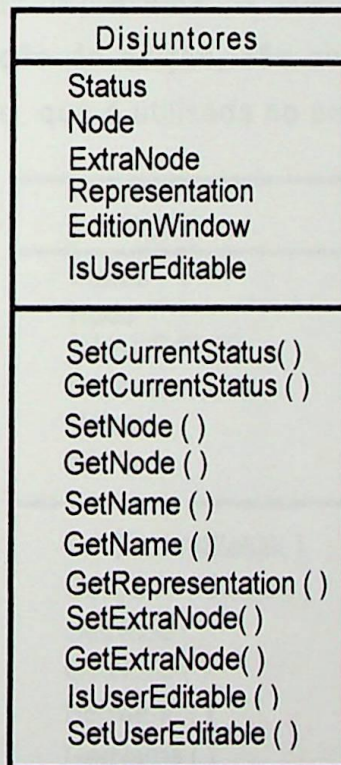 Disjuntores
Status
Node
ExtraNode
Representation
EditionWindow
IsUserEditable
SetCurrentStatus( )
GetCurrentStatus ( )
SetNode ( )
GetNode ( )
SetName ( )
GetName ( )
GetRepresentation ( )
SetExtraNode( )
GetExtraNode( )
IsUserEditable ( )
SetUserEditable ( )